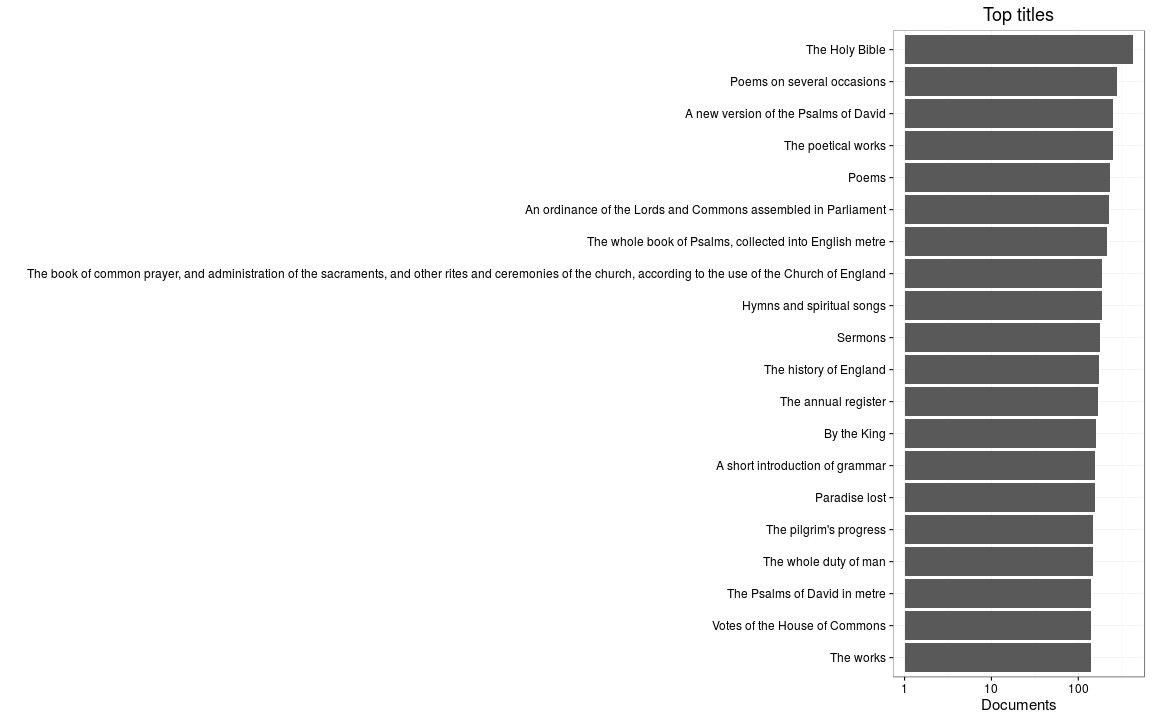 Top titles
The Holy Bible
Poems on several occasions
A new version of the Psalms of David
The poetical works
Poems
An ordinance of the Lords and Commons assembled in Parliament
The whole book of Psalms, collected into English metre
The book of common prayer, and administration of the sacraments, and other rites and ceremonies of the church, according to the use of the Church of England
Hymns and spiritual songs
Sermons
The history of England
The annual register
By the King
A short introduction of grammar
Paradise lost
The pilgrim's progress
The whole duty of man
The Psalms of David in metre
Votes of the House of Commons
The works
1 10 100
Documents